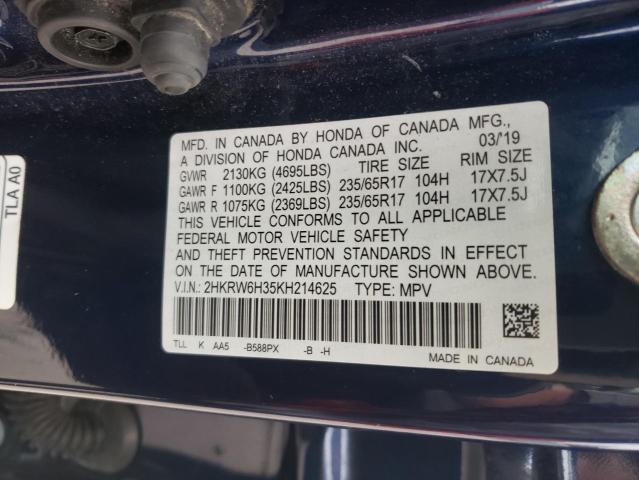 TLA A0
MFD. IN CANADA BY HONDA OF CANADA MFG.,
A DIVISION OF HONDA CANADA INC. 03/'19
GVWR 2130KG (4695LBS) TIRE SIZE RIM SIZE
GAWR F 1100KG (2425LBS) 235/65R17 104H 17X7.5J
GAWR R 1075KG (2369LBS) 235/65R17 104H 17X7.5J
THIS VEHICLE CONFORMS TO ALL APPLICABLE
FEDERAL MOTOR VEHICLE SAFETY
AND THEFT PREVENTION STANDARDS IN EFFECT
ON THE DATE OF MANUFACTURE SHOWN ABOVE.
V.I.N.: 2HKRW6H35KH214625 TYPE: MPV
TLL K AA5 -B588PX -B -H
MADE IN CANADA